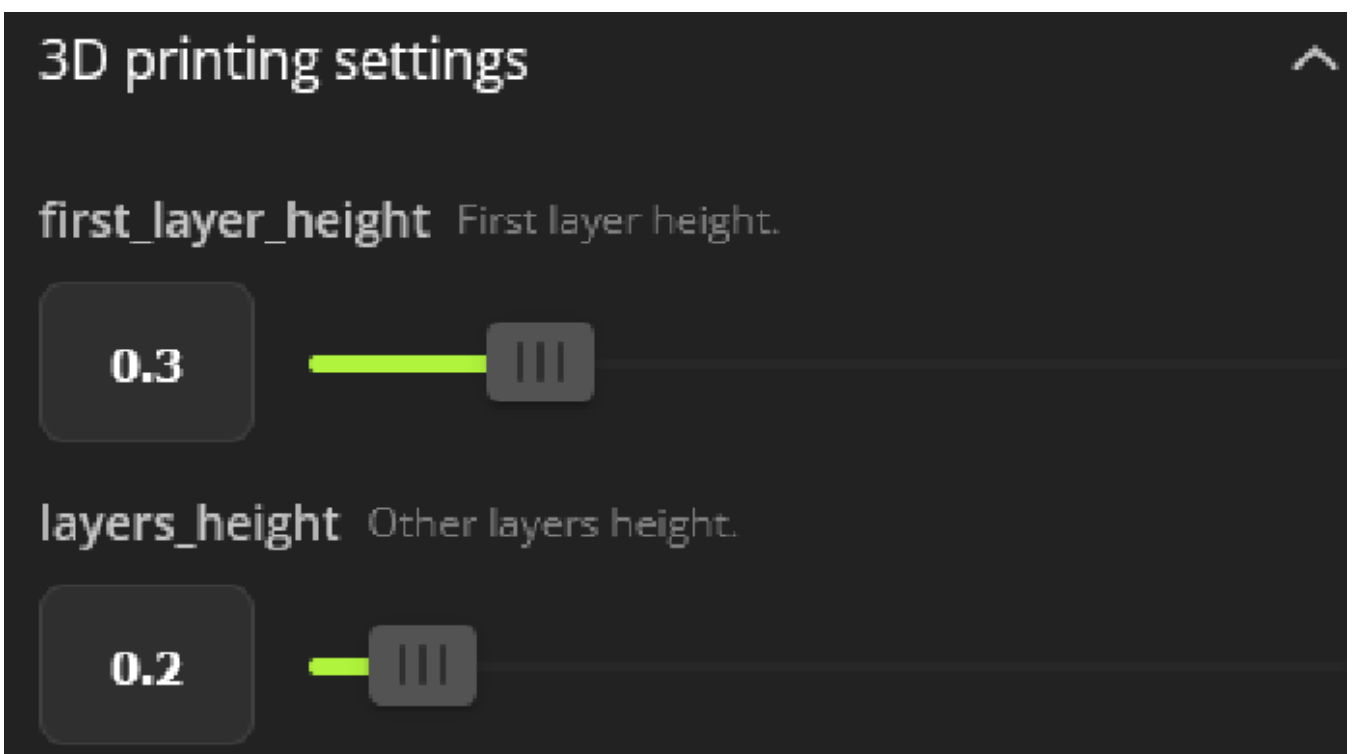 3D printing settings
first_layer_height First layer height.
0.3
layers_height Other layers height.
0.2